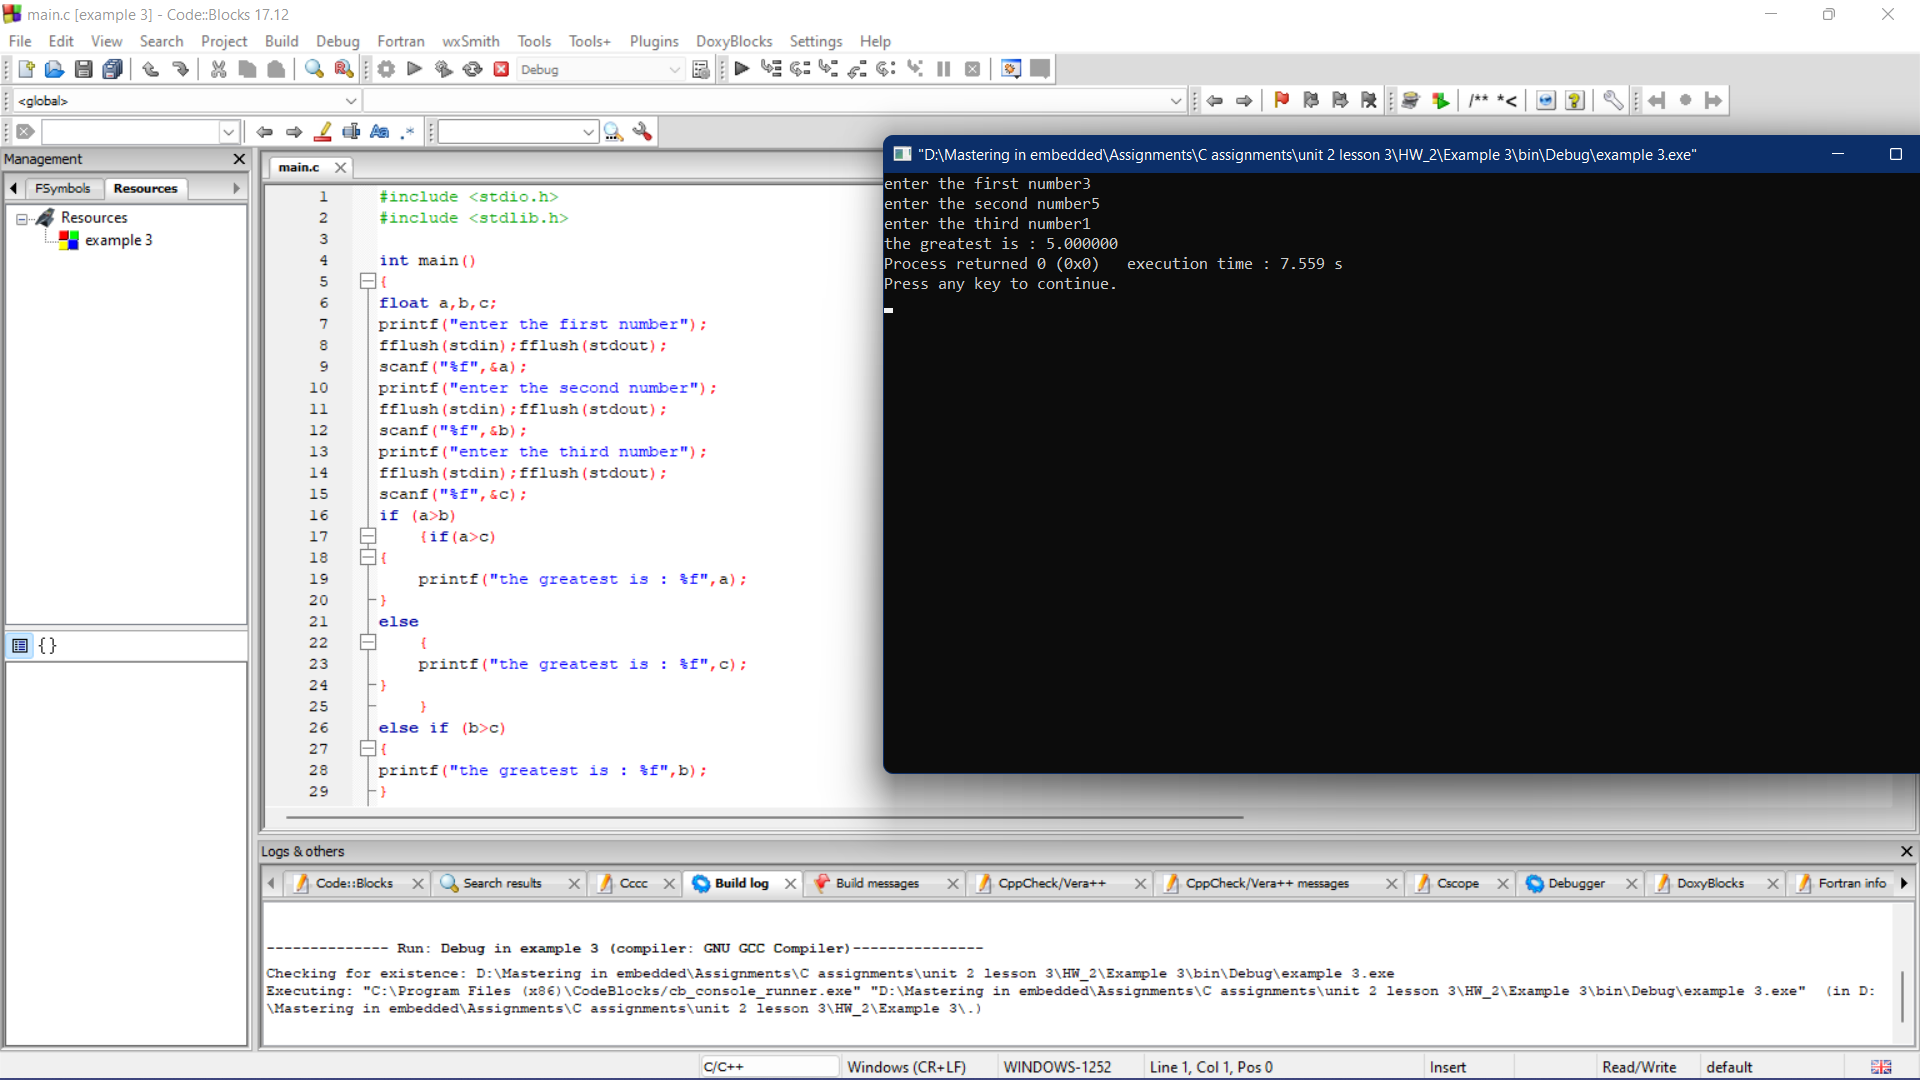 main.c [example 3] - Code::Blocks 17.12
File Edit View Search Project Build Debug Fortran wxSmith Tools Tools+ Plugins DoxyBlocks Settings Help
Debug
<global>
/** *<
Aa .*
Management
FSymbols Resources
Resources
example 3
{}
main.c
1 #include <stdio.h>
2 #include <stdlib.h>
3
4 int main()
5 {
6 float a,b,c;
7 printf("enter the first number");
8 fflush(stdin);fflush(stdout);
9 scanf("%f",&a);
10 printf("enter the second number");
11 fflush(stdin);fflush(stdout);
12 scanf("%f",&b);
13 printf("enter the third number");
14 fflush(stdin);fflush(stdout);
15 scanf("%f",&c);
16 if (a>b)
17 {if(a>c)
18 {
19 printf("the greatest is : %f",a);
20 }
21 else
22 {
23 printf("the greatest is : %f",c);
24 }
25 }
26 else if (b>c)
27 {
28 printf("the greatest is : %f",b);
29 }
"D:\Mastering in embedded\Assignments\C assignments\unit 2 lesson 3\HW_2\Example 3\bin\Debug\example 3.exe"
enter the first number3
enter the second number5
enter the third number1
the greatest is : 5.000000
Process returned 0 (0x0)   execution time : 7.559 s
Press any key to continue.
Logs & others
Code::Blocks Search results Cccc Build log Build messages CppCheck/Vera++ CppCheck/Vera++ messages Cscope Debugger DoxyBlocks Fortran info
-------------- Run: Debug in example 3 (compiler: GNU GCC Compiler)---------------
Checking for existence: D:\Mastering in embedded\Assignments\C assignments\unit 2 lesson 3\HW_2\Example 3\bin\Debug\example 3.exe
Executing: "C:\Program Files (x86)\CodeBlocks/cb_console_runner.exe" "D:\Mastering in embedded\Assignments\C assignments\unit 2 lesson 3\HW_2\Example 3\bin\Debug\example 3.exe"  (in D:
\Mastering in embedded\Assignments\C assignments\unit 2 lesson 3\HW_2\Example 3\.)
C/C++ Windows (CR+LF) WINDOWS-1252 Line 1, Col 1, Pos 0 Insert Read/Write default